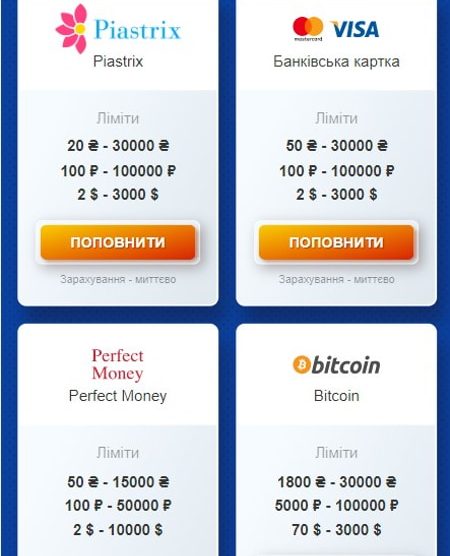 Piastrix
Piastrix
Ліміти
20 ₴ - 30000 ₴
100 ₽ - 100000 ₽
2 $ - 3000 $
ПОПОВНИТИ
Зарахування - миттєво
mastercard VISA
Банківська картка
Ліміти
50 ₴ - 30000 ₴
100 ₽ - 100000 ₽
2 $ - 3000 $
ПОПОВНИТИ
Зарахування - миттєво
Perfect
Money
Perfect Money
Ліміти
50 ₴ - 15000 ₴
100 ₽ - 50000 ₽
2 $ - 10000 $
bitcoin
Bitcoin
Ліміти
1800 ₴ - 30000 ₴
5000 ₽ - 100000 ₽
70 $ - 3000 $